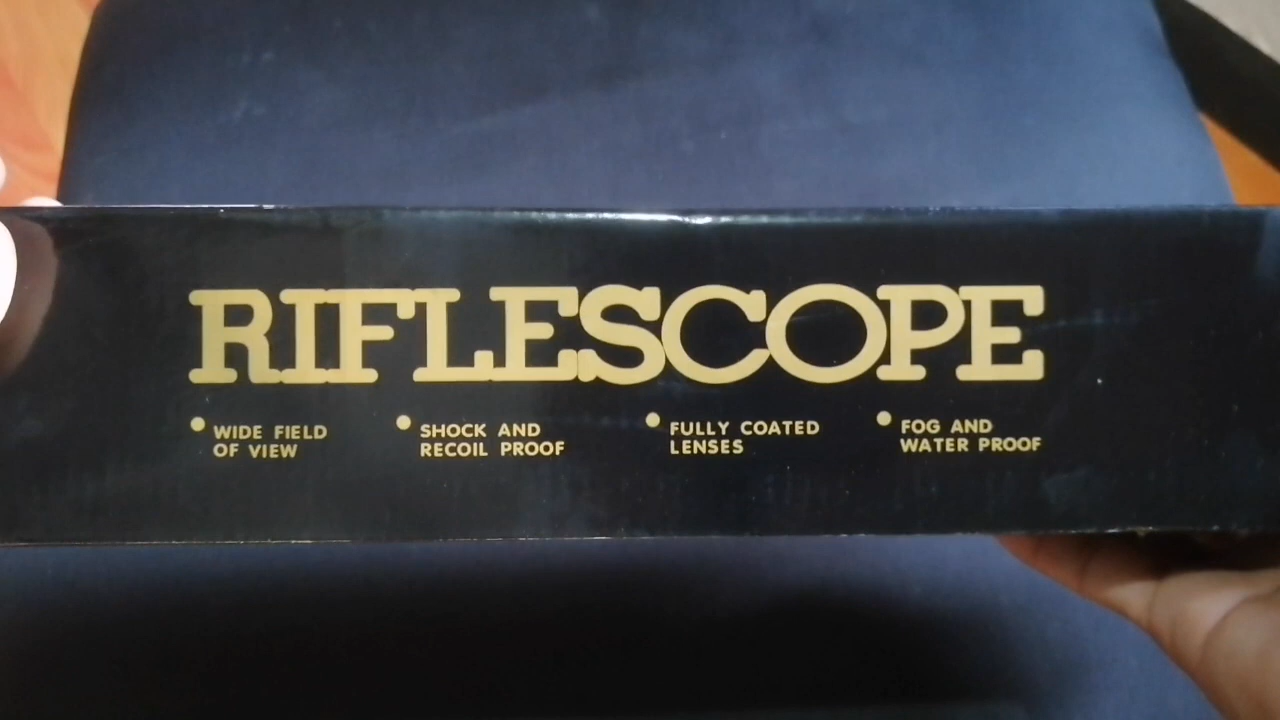 RIFLESCOPE
• WIDE FIELD
OF VIEW
• SHOCK AND
RECOIL PROOF
• FULLY COATED
LENSES
• FOG AND
WATER PROOF